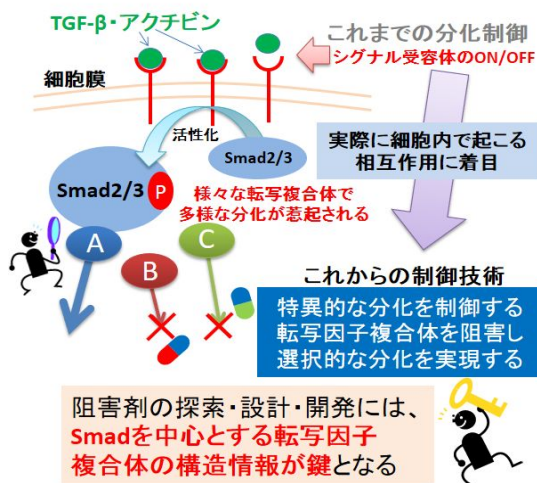 TGF-β・アクチビン
これまでの分化制御
シグナル受容体のON/OFF
細胞膜
活性化
Smad2/3
実際に細胞内で起こる
相互作用に着目
Smad2/3
P
様々な転写複合体で
多様な分化が惹起される
A
B
C
これからの制御技術
特異的な分化を制御する
転写因子複合体を阻害し
選択的な分化を実現する
阻害剤の探索・設計・開発には、
Smadを中心とする転写因子
複合体の構造情報が鍵となる